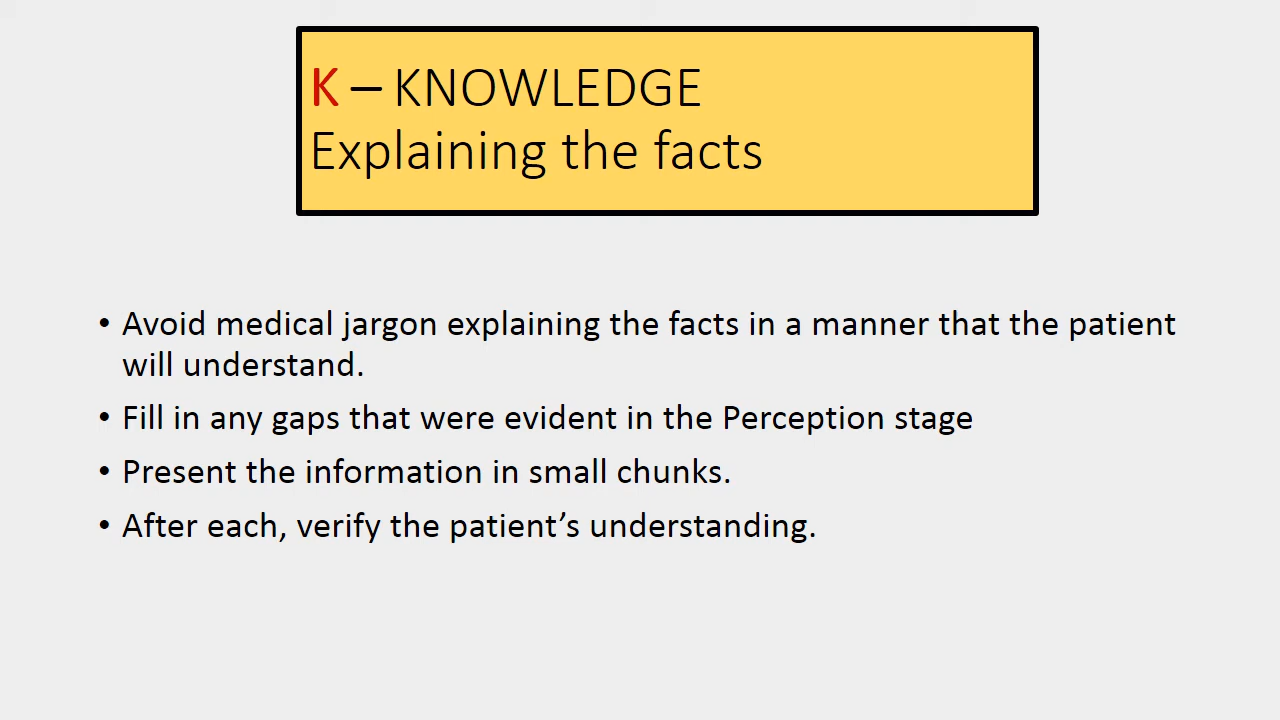 K – KNOWLEDGE
Explaining the facts
• Avoid medical jargon explaining the facts in a manner that the patient
will understand.
• Fill in any gaps that were evident in the Perception stage
• Present the information in small chunks.
• After each, verify the patient’s understanding.